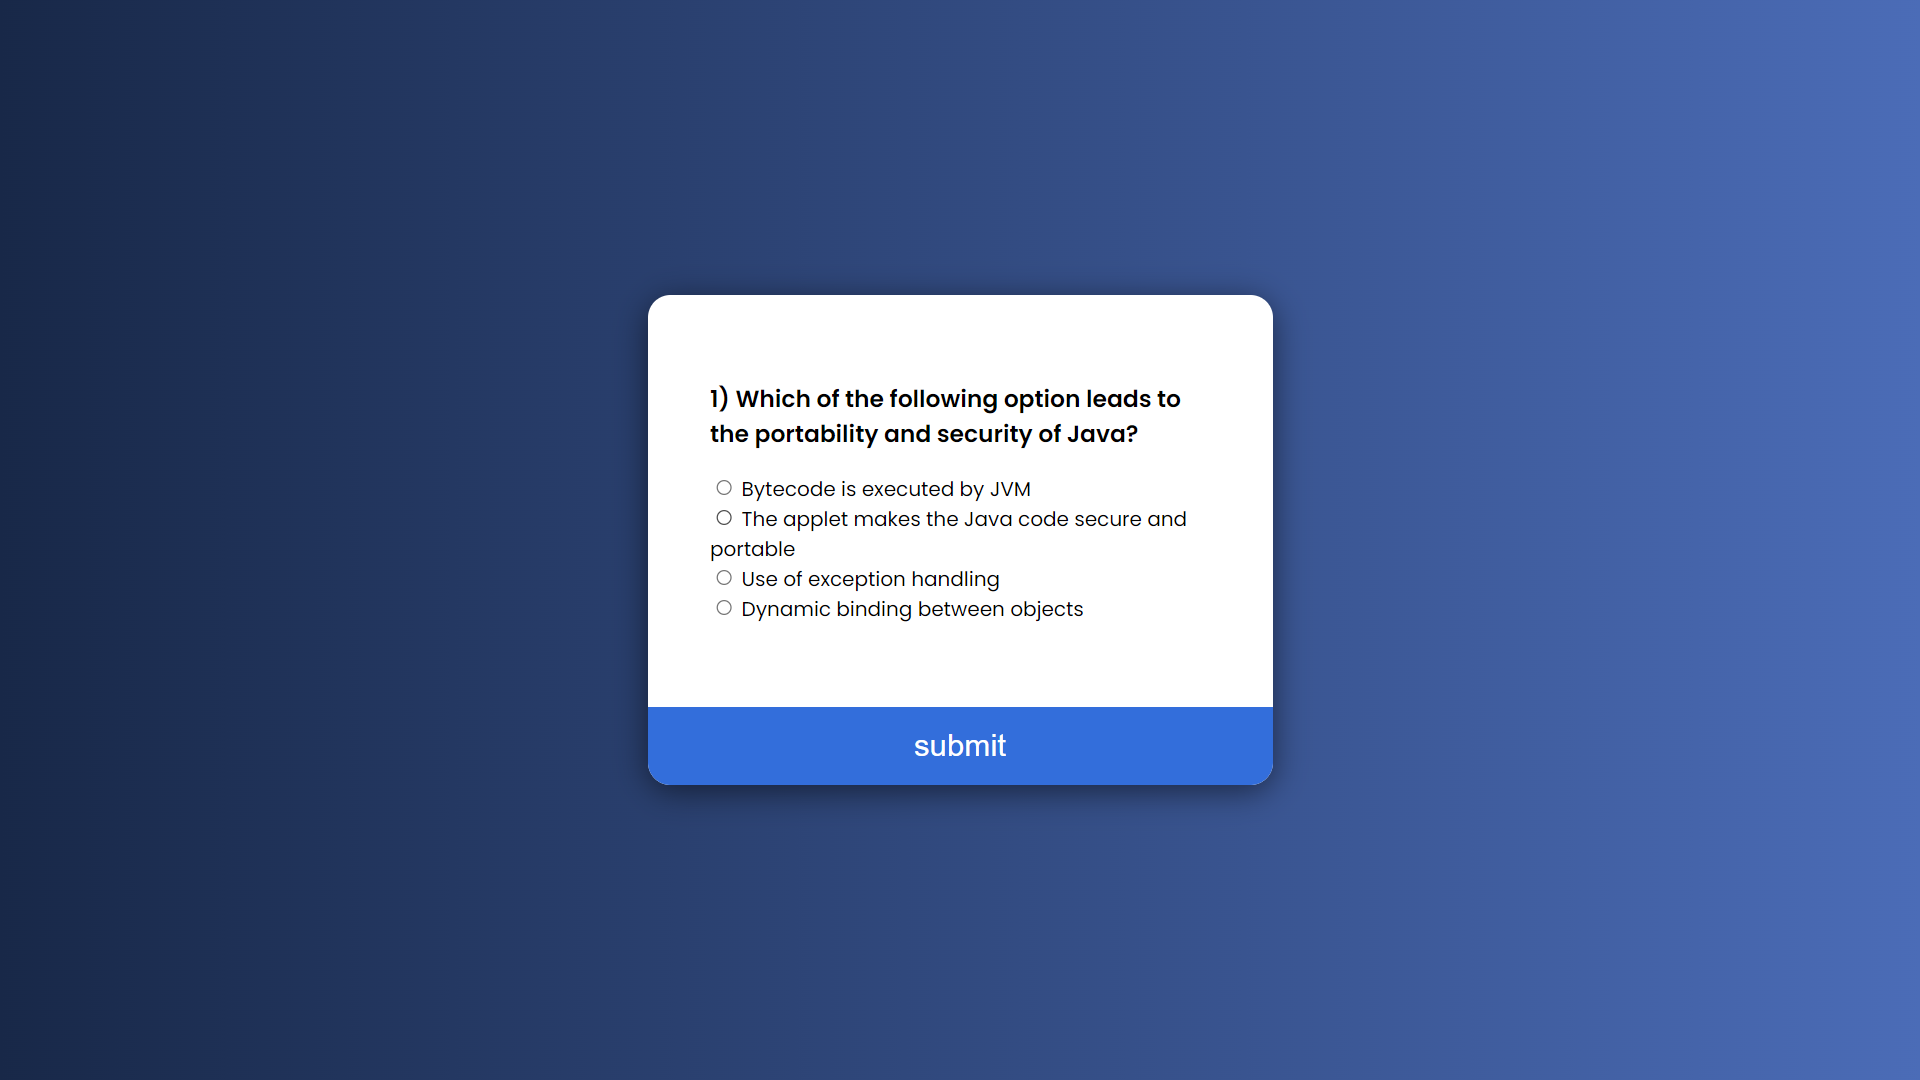 1) Which of the following option leads to
the portability and security of Java?
Bytecode is executed by JVM
The applet makes the Java code secure and
portable
Use of exception handling
Dynamic binding between objects
submit